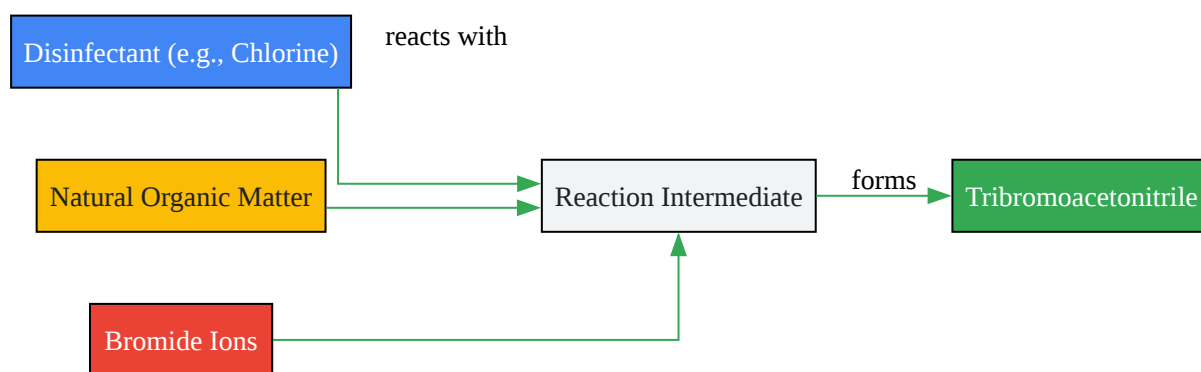 Disinfectant (e.g., Chlorine)
reacts with
Natural Organic Matter
Reaction Intermediate
forms
Tribromoacetonitrile
Bromide Ions